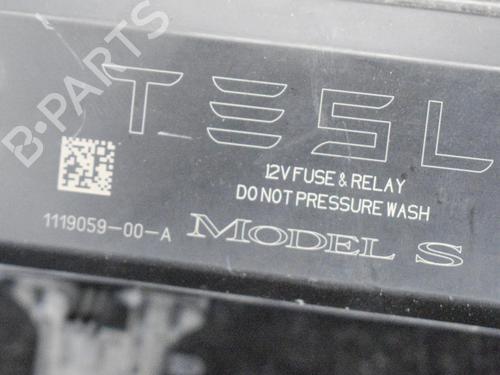 B-PARTS
TESL
12V FUSE & RELAY
DO NOT PRESSURE WASH
1119059-00-A
MODEL S